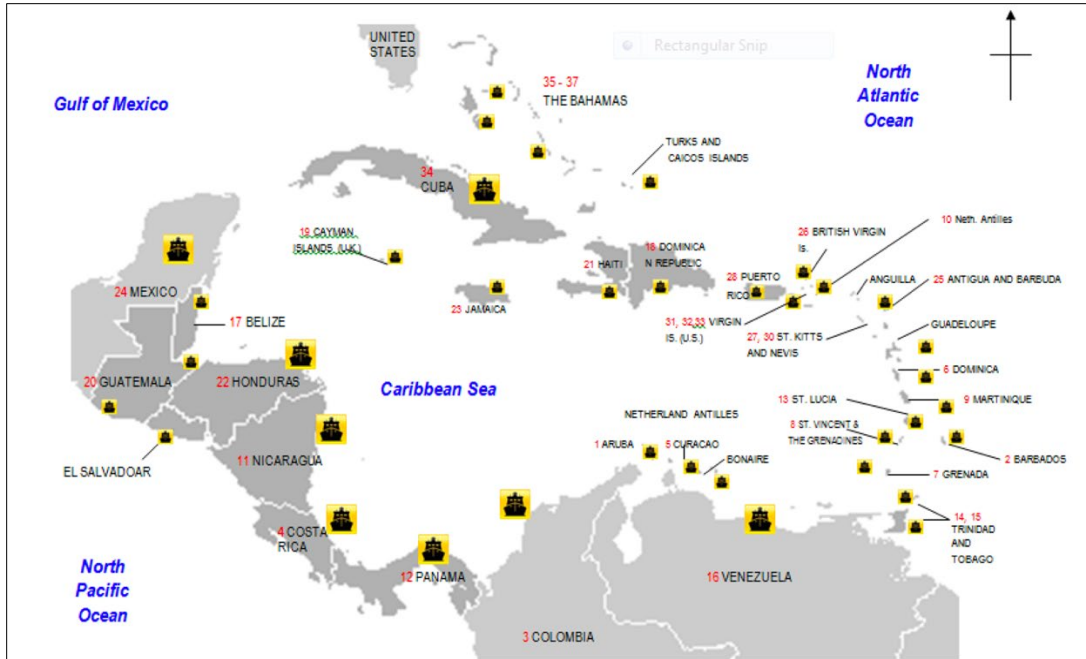 UNITED
STATES
Rectangular Snip
Gulf of Mexico
35 - 37
THE BAHAMAS
North
Atlantic
Ocean
TURKS AND
CAICOS ISLANDS
34
CUBA
19 CAYMAN
ISLANDS, (U.K.)
10 Neth. Antilles
26 BRITISH VIRGIN
Is.
18 DOMINICA
N REPUBLIC
21 HAITI
28 PUERTO
RICO
ANGUILLA
25 ANTIGUA AND BARBUDA
24 MEXICO
23 JAMAICA
17 BELIZE
31, 32,33 VIRGIN
IS. (U.S.)
27, 30 ST. KITTS
AND NEVIS
GUADELOUPE
20 GUATEMALA
22 HONDURAS
Caribbean Sea
6 DOMINICA
13 ST. LUCIA
9 MARTINIQUE
NETHERLAND ANTILLES
8 ST. VINCENT &
THE GRENADINES
1 ARUBA
5 CURACAO
BONAIRE
2 BARBADOS
EL SALVADOAR
11 NICARAGUA
7 GRENADA
14, 15
TRINIDAD
AND
TOBAGO
4 COSTA
RICA
North
Pacific
Ocean
12 PANAMA
16 VENEZUELA
3 COLOMBIA